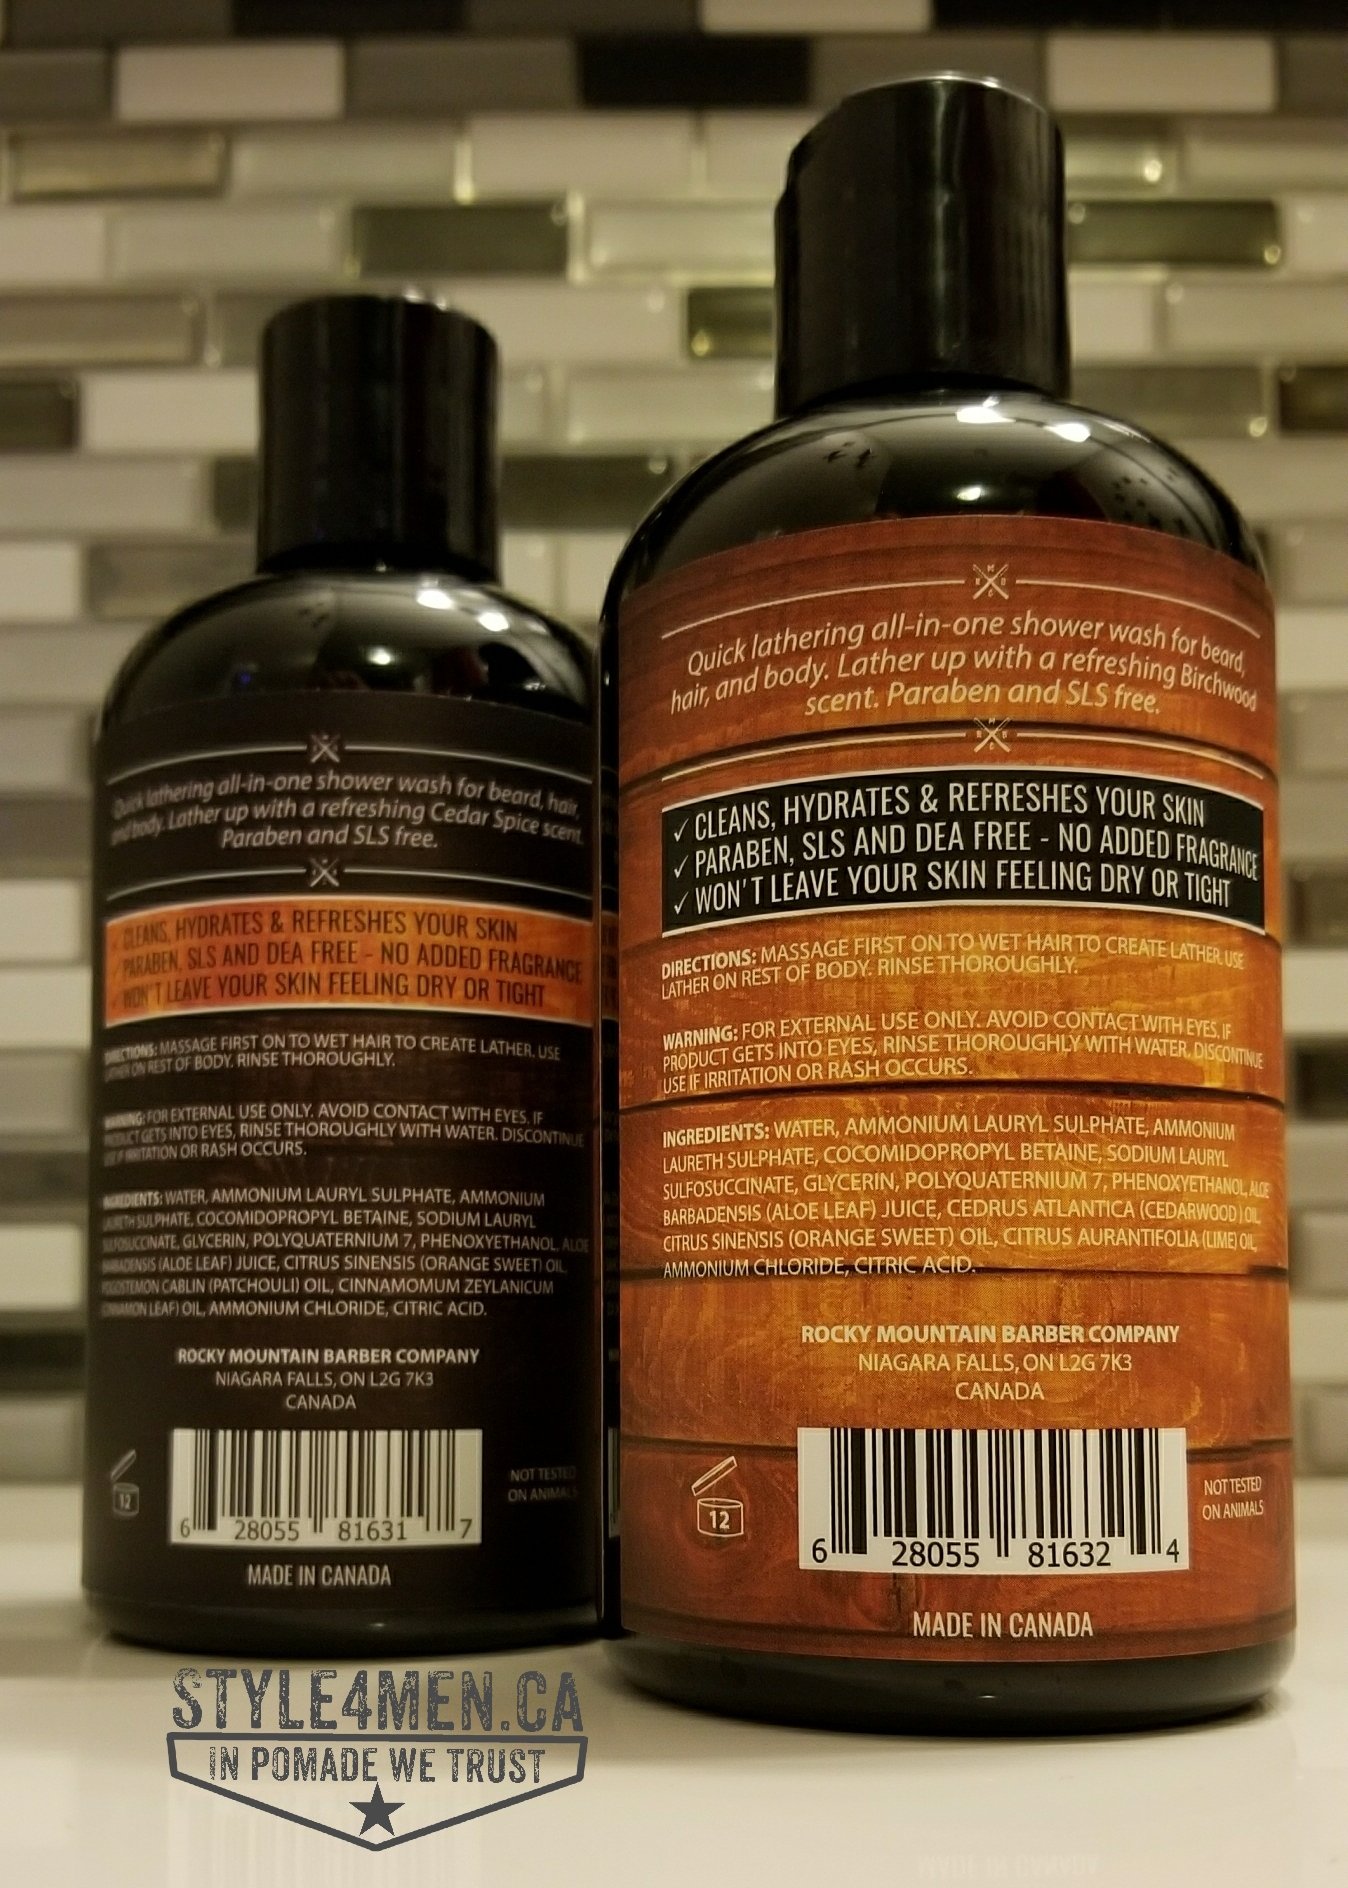 Quick lathering all-in-one shower wash for beard, hair,
and body. Lather up with a refreshing Cedar Spice scent.
Paraben and SLS free.
✓ CLEANS, HYDRATES & REFRESHES YOUR SKIN
✓ PARABEN, SLS AND DEA FREE - NO ADDED FRAGRANCE
✓ WON'T LEAVE YOUR SKIN FEELING DRY OR TIGHT
DIRECTIONS: MASSAGE FIRST ON TO WET HAIR TO CREATE LATHER. USE
LATHER ON REST OF BODY. RINSE THOROUGHLY.
WARNING: FOR EXTERNAL USE ONLY. AVOID CONTACT WITH EYES. IF
PRODUCT GETS INTO EYES, RINSE THOROUGHLY WITH WATER. DISCONTINUE
USE IF IRRITATION OR RASH OCCURS.
INGREDIENTS: WATER, AMMONIUM LAURYL SULPHATE, AMMONIUM
LAURETH SULPHATE, COCOMIDOPROPYL BETAINE, SODIUM LAURYL
SULFOSUCCINATE, GLYCERIN, POLYQUATERNIUM 7, PHENOXYETHANOL, ALOE
BARBADENSIS (ALOE LEAF) JUICE, CITRUS SINENSIS (ORANGE SWEET) OIL,
POGOSTEMON CABLIN (PATCHOULI) OIL, CINNAMOMUM ZEYLANICUM
(CINNAMON LEAF) OIL, AMMONIUM CHLORIDE, CITRIC ACID.
ROCKY MOUNTAIN BARBER COMPANY
NIAGARA FALLS, ON L2G 7K3
CANADA
12
NOT TESTED
ON ANIMALS
6 28055 81631 7
MADE IN CANADA
M
R B
C
Quick lathering all-in-one shower wash for beard,
hair, and body. Lather up with a refreshing Birchwood
scent. Paraben and SLS free.
M
R B
C
✓ CLEANS, HYDRATES & REFRESHES YOUR SKIN
✓ PARABEN, SLS AND DEA FREE - NO ADDED FRAGRANCE
✓ WON'T LEAVE YOUR SKIN FEELING DRY OR TIGHT
DIRECTIONS: MASSAGE FIRST ON TO WET HAIR TO CREATE LATHER. USE
LATHER ON REST OF BODY. RINSE THOROUGHLY.
WARNING: FOR EXTERNAL USE ONLY. AVOID CONTACT WITH EYES. IF
PRODUCT GETS INTO EYES, RINSE THOROUGHLY WITH WATER. DISCONTINUE
USE IF IRRITATION OR RASH OCCURS.
INGREDIENTS: WATER, AMMONIUM LAURYL SULPHATE, AMMONIUM
LAURETH SULPHATE, COCOMIDOPROPYL BETAINE, SODIUM LAURYL
SULFOSUCCINATE, GLYCERIN, POLYQUATERNIUM 7, PHENOXYETHANOL, ALOE
BARBADENSIS (ALOE LEAF) JUICE, CEDRUS ATLANTICA (CEDARWOOD) OIL,
CITRUS SINENSIS (ORANGE SWEET) OIL, CITRUS AURANTIFOLIA (LIME) OIL,
AMMONIUM CHLORIDE, CITRIC ACID.
ROCKY MOUNTAIN BARBER COMPANY
NIAGARA FALLS, ON L2G 7K3
CANADA
12
NOT TESTED
ON ANIMALS
6 28055 81632 4
MADE IN CANADA
STYLE4MEN.CA
IN POMADE WE TRUST